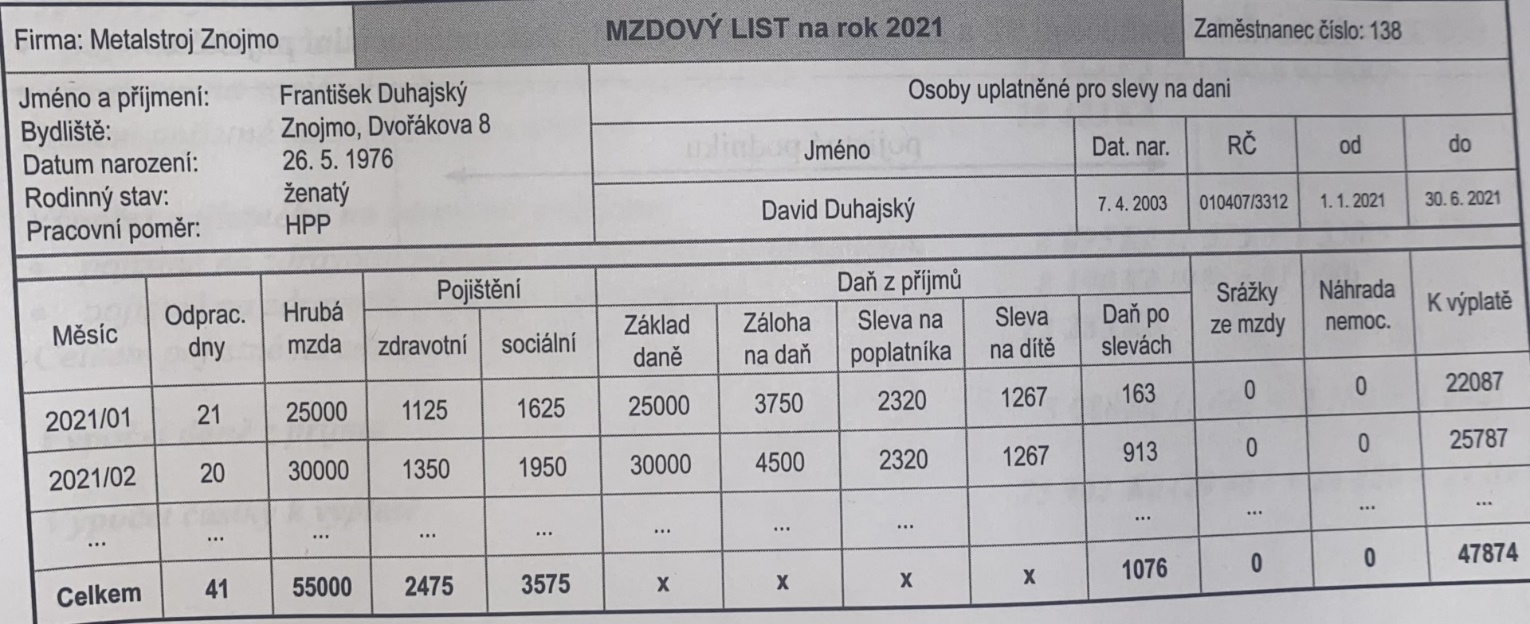 Firma: Metalstroj Znojmo
MZDOVÝ LIST na rok 2021
Zaměstnanec číslo: 138
Jméno a příjmení: František Duhajský
Bydliště: Znojmo, Dvořákova 8
Datum narození: 26. 5. 1976
Rodinný stav: ženatý
Pracovní poměr: HPP
Osoby uplatněné pro slevy na dani
Jméno Dat. nar. RČ od do
David Duhajský 7. 4. 2003 010407/3312 1. 1. 2021 30. 6. 2021
Pojištění Daň z příjmů
Měsíc Odprac. dny Hrubá mzda zdravotní sociální Základ daně Záloha na daň Sleva na poplatníka Sleva na dítě Daň po slevách Srážky ze mzdy Náhrada nemoc. K výplatě
2021/01 21 25000 1125 1625 25000 3750 2320 1267 163 0 0 22087
2021/02 20 30000 1350 1950 30000 4500 2320 1267 913 0 0 25787
... ... ... ... ... ... ... ... ... ... ... ...
Celkem 41 55000 2475 3575 x x x x 1076 0 0 47874